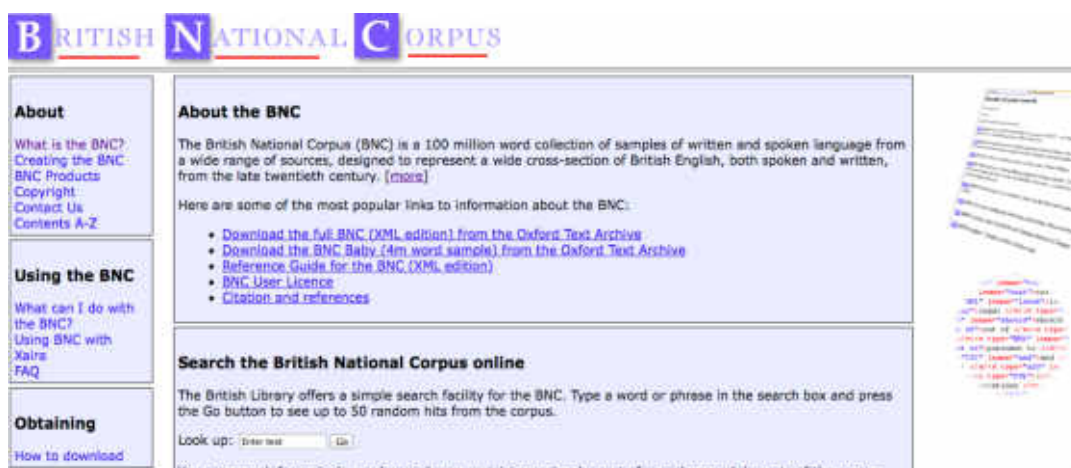 BRITISH NATIONAL CORPUS
About
What is the BNC?
Creating the BNC
BNC Products
Copyright
Contact Us
Contents A-Z
Using the BNC
What can I do with
the BNC?
Using BNC with
Xaira
FAQ
Obtaining
How to download
About the BNC
The British National Corpus (BNC) is a 100 million word collection of samples of written and spoken language from
a wide range of sources, designed to represent a wide cross-section of British English, both spoken and written,
from the late twentieth century. [more]
Here are some of the most popular links to information about the BNC:
Download the full BNC (XML edition) from the Oxford Text Archive
Download the BNC Baby (4m word sample) from the Oxford Text Archive
Reference Guide for the BNC (XML edition)
BNC User Licence
Citation and references
Search the British National Corpus online
The British Library offers a simple search facility for the BNC. Type a word or phrase in the search box and press
the Go button to see up to 50 random hits from the corpus.
Look up: Enter text Go